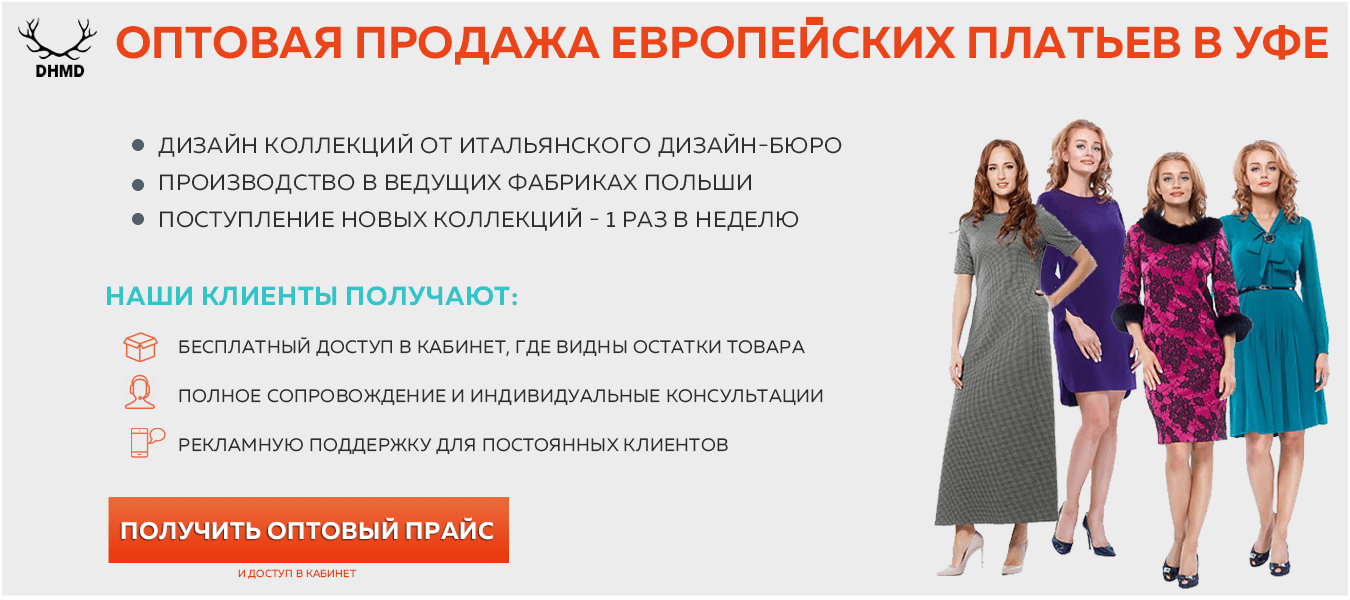 DHMD
ОПТОВАЯ ПРОДАЖА ЕВРОПЕЙСКИХ ПЛАТЬЕВ В УФЕ
ДИЗАЙН КОЛЛЕКЦИЙ ОТ ИТАЛЬЯНСКОГО ДИЗАЙН-БЮРО
ПРОИЗВОДСТВО В ВЕДУЩИХ ФАБРИКАХ ПОЛЬШИ
ПОСТУПЛЕНИЕ НОВЫХ КОЛЛЕКЦИЙ - 1 РАЗ В НЕДЕЛЮ
НАШИ КЛИЕНТЫ ПОЛУЧАЮТ:
БЕСПЛАТНЫЙ ДОСТУП В КАБИНЕТ, ГДЕ ВИДНЫ ОСТАТКИ ТОВАРА
ПОЛНОЕ СОПРОВОЖДЕНИЕ И ИНДИВИДУАЛЬНЫЕ КОНСУЛЬТАЦИИ
РЕКЛАМНУЮ ПОДДЕРЖКУ ДЛЯ ПОСТОЯННЫХ КЛИЕНТОВ
ПОЛУЧИТЬ ОПТОВЫЙ ПРАЙС
И ДОСТУП В КАБИНЕТ